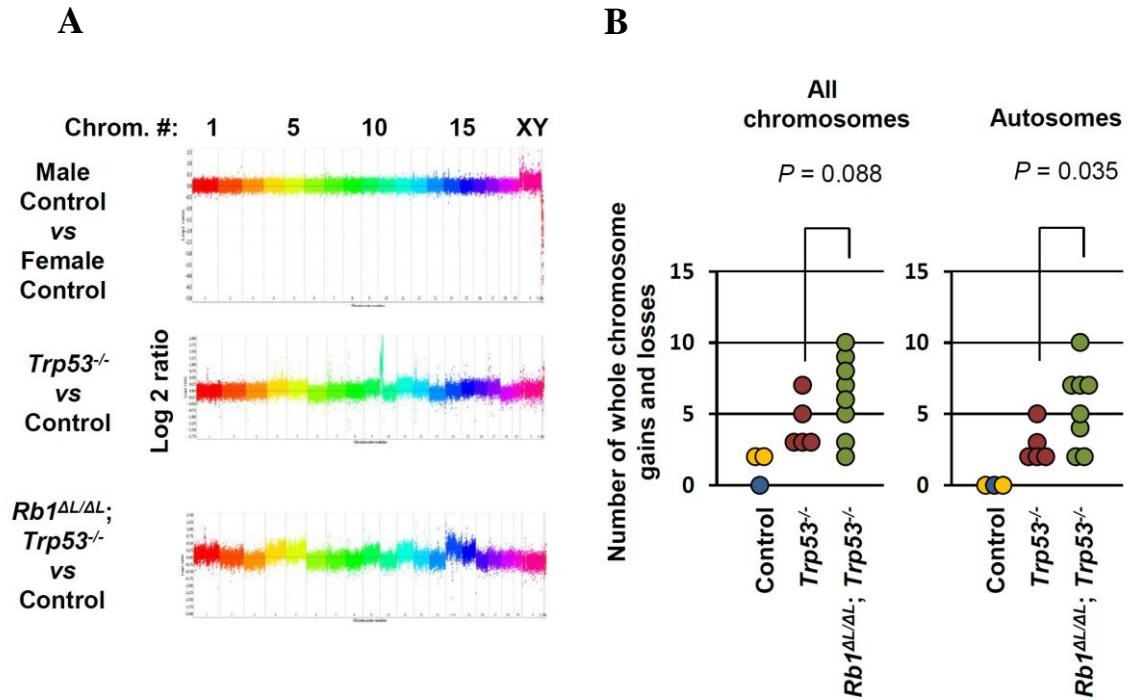 A
B
Chrom. #: 1 5 10 15 XY
Male
Control
vs
Female
Control
Trp53-/-
vs
Control
Rb1ΔL/ΔL;
Trp53-/-
vs
Control
Log 2 ratio
All
chromosomes
P = 0.088
Autosomes
P = 0.035
Number of whole chromosome
gains and losses
15
10
5
0
Control
Trp53-/-
Rb1ΔL/ΔL; Trp53-/-
15
10
5
0
Control
Trp53-/-
Rb1ΔL/ΔL; Trp53-/-